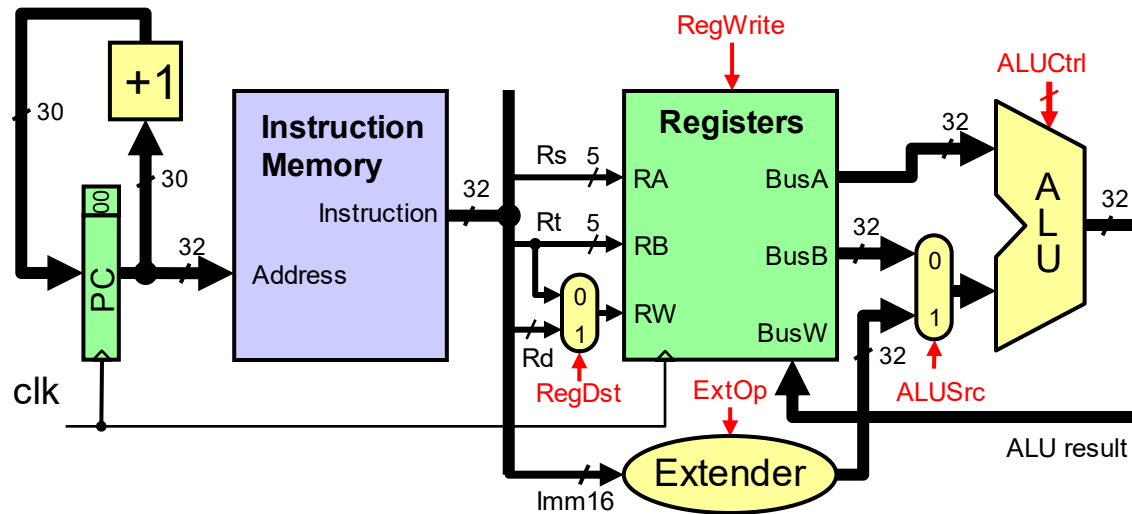 RegWrite
ALUCtrl
+1
30
30
Instruction
Memory
Registers
32
Rs
5
RA
BusA
A
L
U
Instruction
32
32
00
Rt
5
RB
BusB
32
0
1
32
PC
Address
0
1
RW
BusW
Rd
32
clk
RegDst
ExtOp
ALUSrc
ALU result
Extender
Imm16